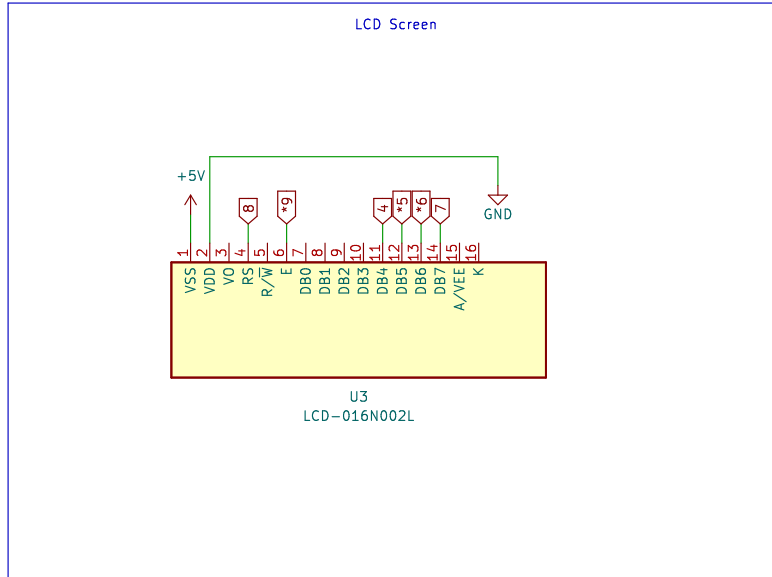 LCD Screen
+5V
8
*9
4
*5
*6
7
GND
1
2
3
4
5
6
7
8
9
10
11
12
13
14
15
16
VSS
VDD
VO
RS
R/W
E
DB0
DB1
DB2
DB3
DB4
DB5
DB6
DB7
A/VEE
K
U3
LCD-016N002L